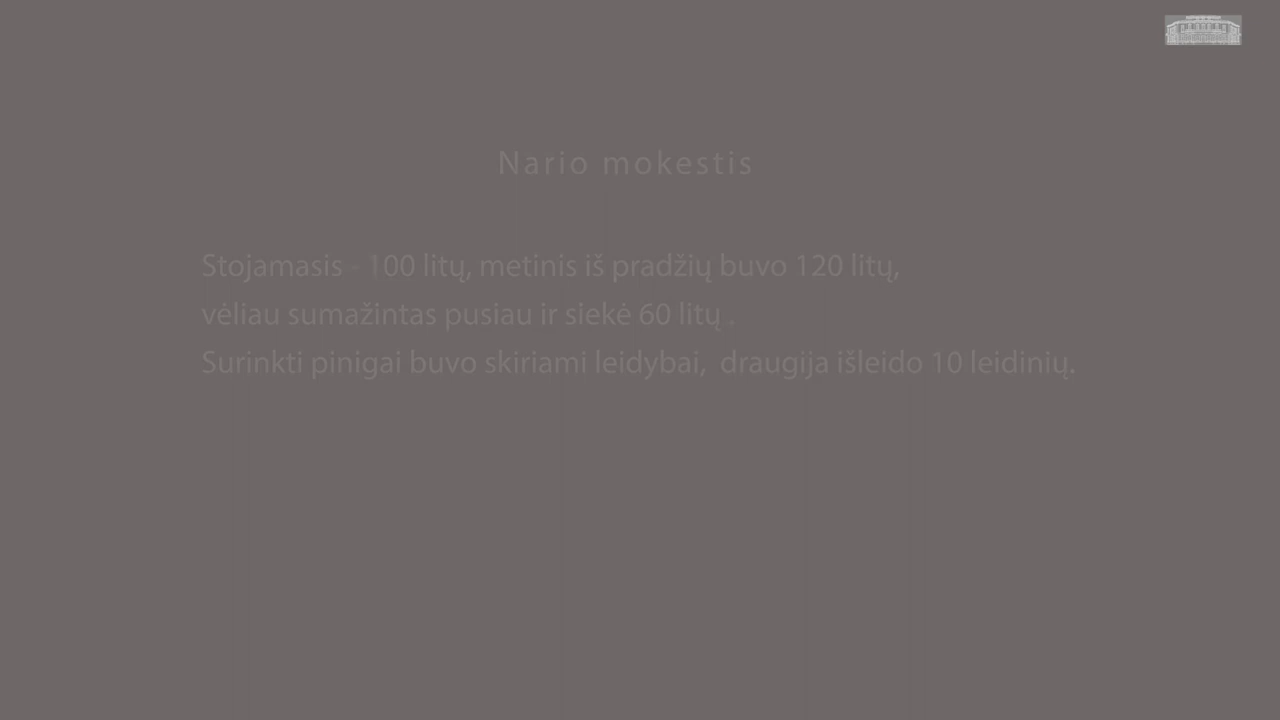 Nario mokestis
Stojamasis - 100 litų, metinis iš pradžių buvo 120 litų,
vėliau sumažintas pusiau ir siekė 60 litų.
Surinkti pinigai buvo skiriami leidybai, draugija išleido 10 leidinių.